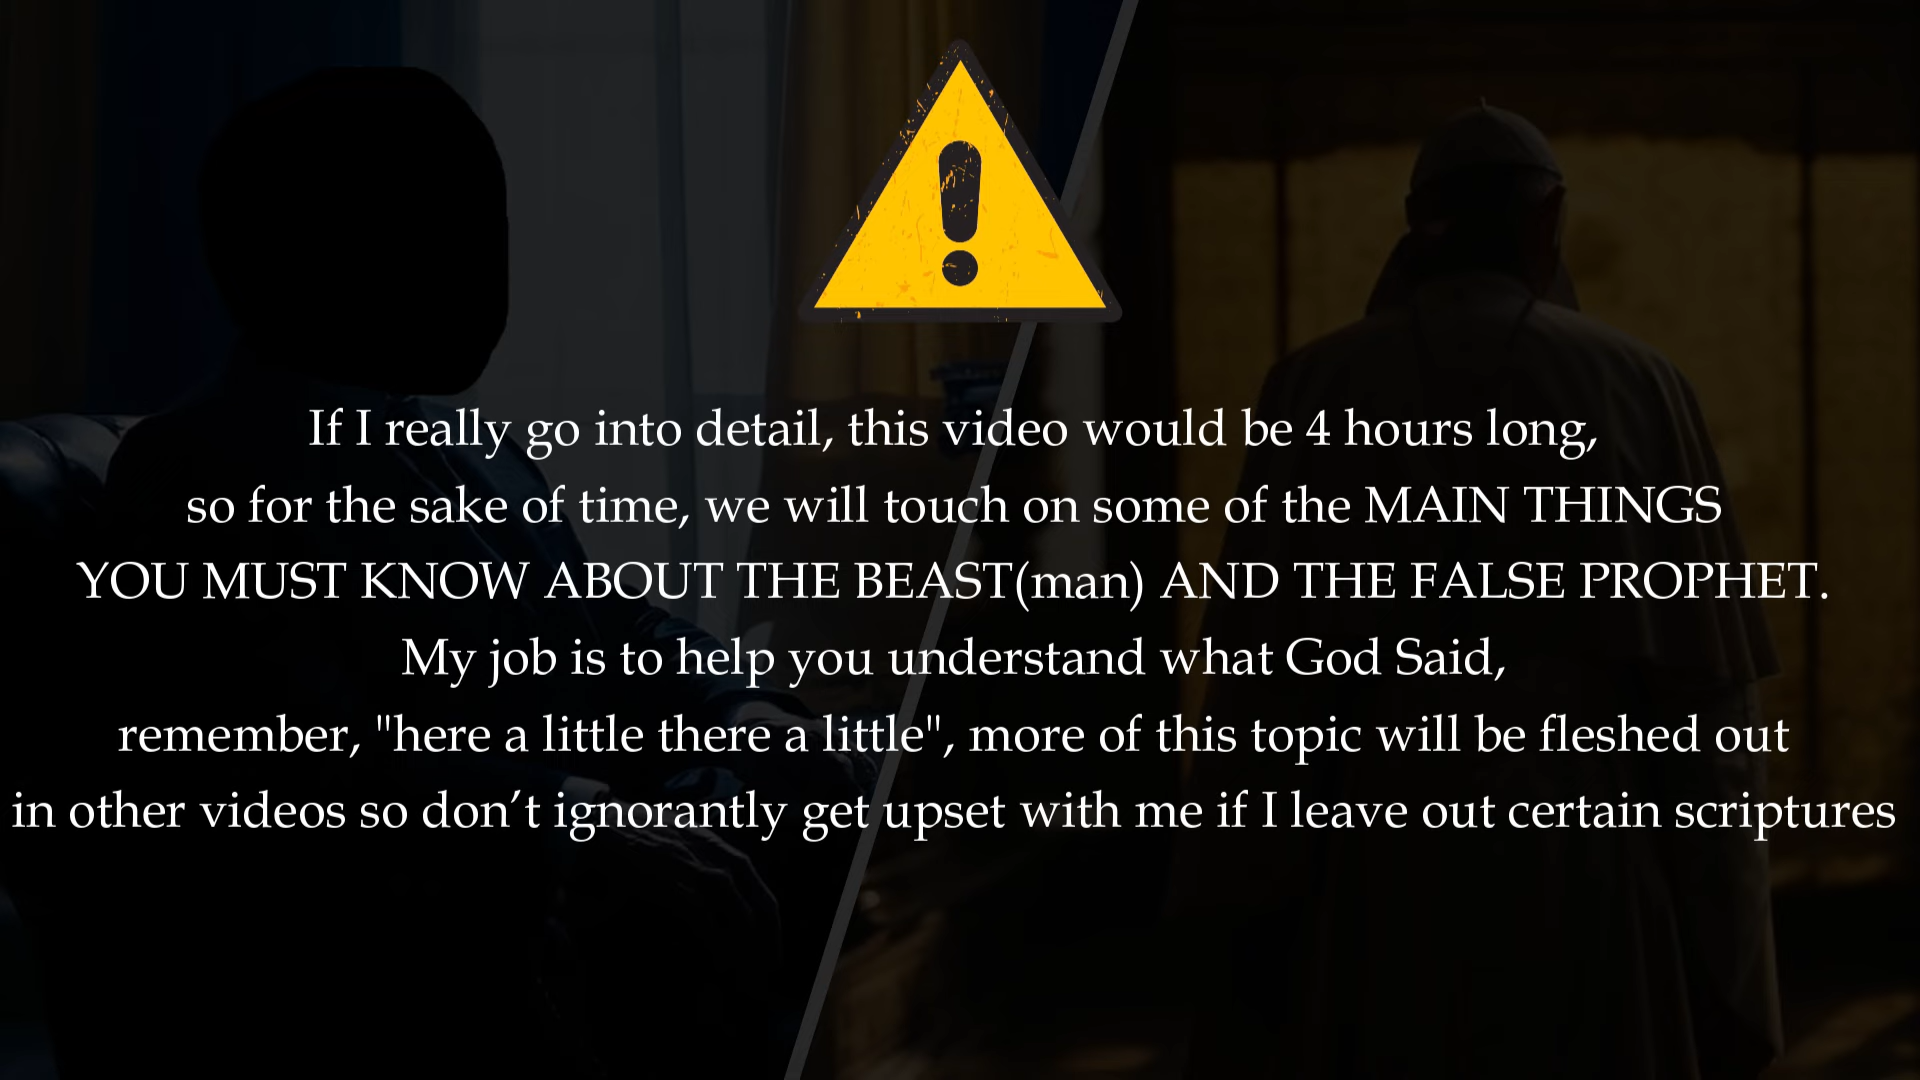 If I really go into detail, this video would be 4 hours long,
so for the sake of time, we will touch on some of the MAIN THINGS
YOU MUST KNOW ABOUT THE BEAST(man) AND THE FALSE PROPHET.
My job is to help you understand what God Said,
remember, "here a little there a little", more of this topic will be fleshed out
in other videos so don’t ignorantly get upset with me if I leave out certain scriptures